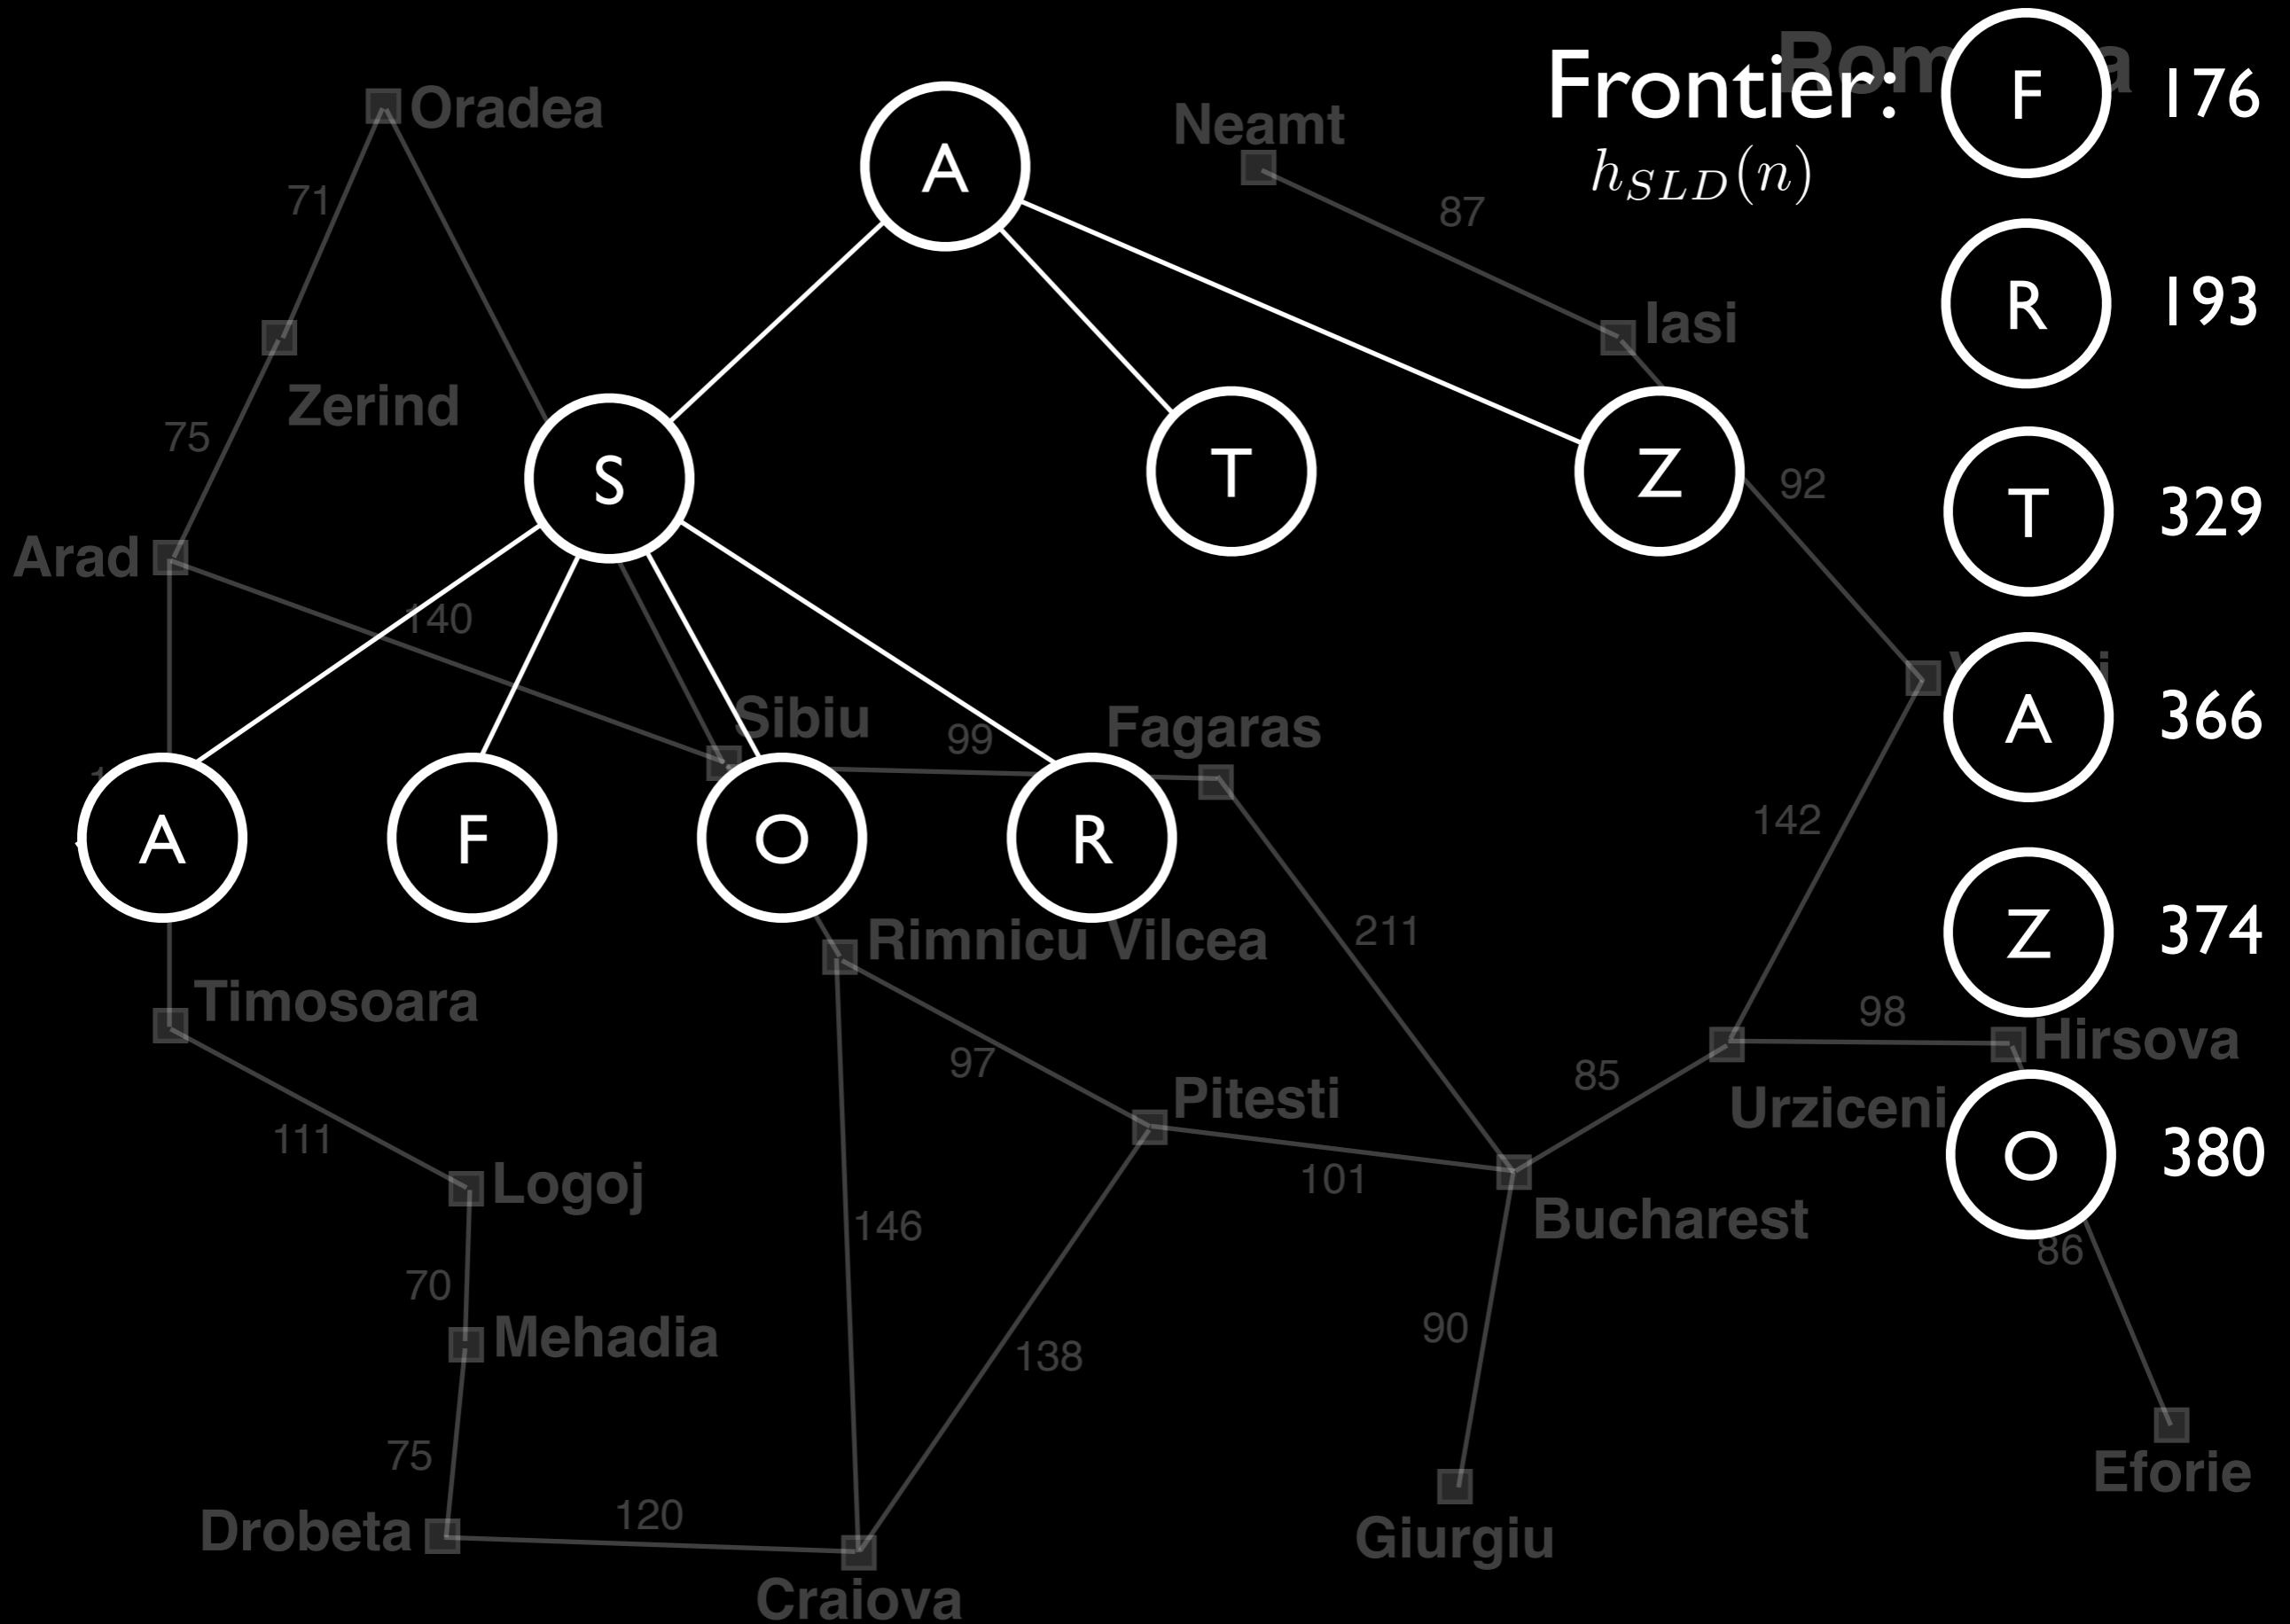 Frontier:
h_{SLD}(n)
F 176
R 193
T 329
A 366
Z 374
O 380
A
S
T
Z
A
F
O
R
Oradea
Neamt
71
87
Zerind
Iasi
75
92
Arad
140
Sibiu
99
Fagaras
142
Rimnicu Vilcea
211
Timosoara
97
98
Hirsova
85
Urziceni
Pitesti
111
101
Logoj
146
Bucharest
86
70
Mehadia
138
90
75
Eforie
Drobeta
120
Giurgiu
Craiova